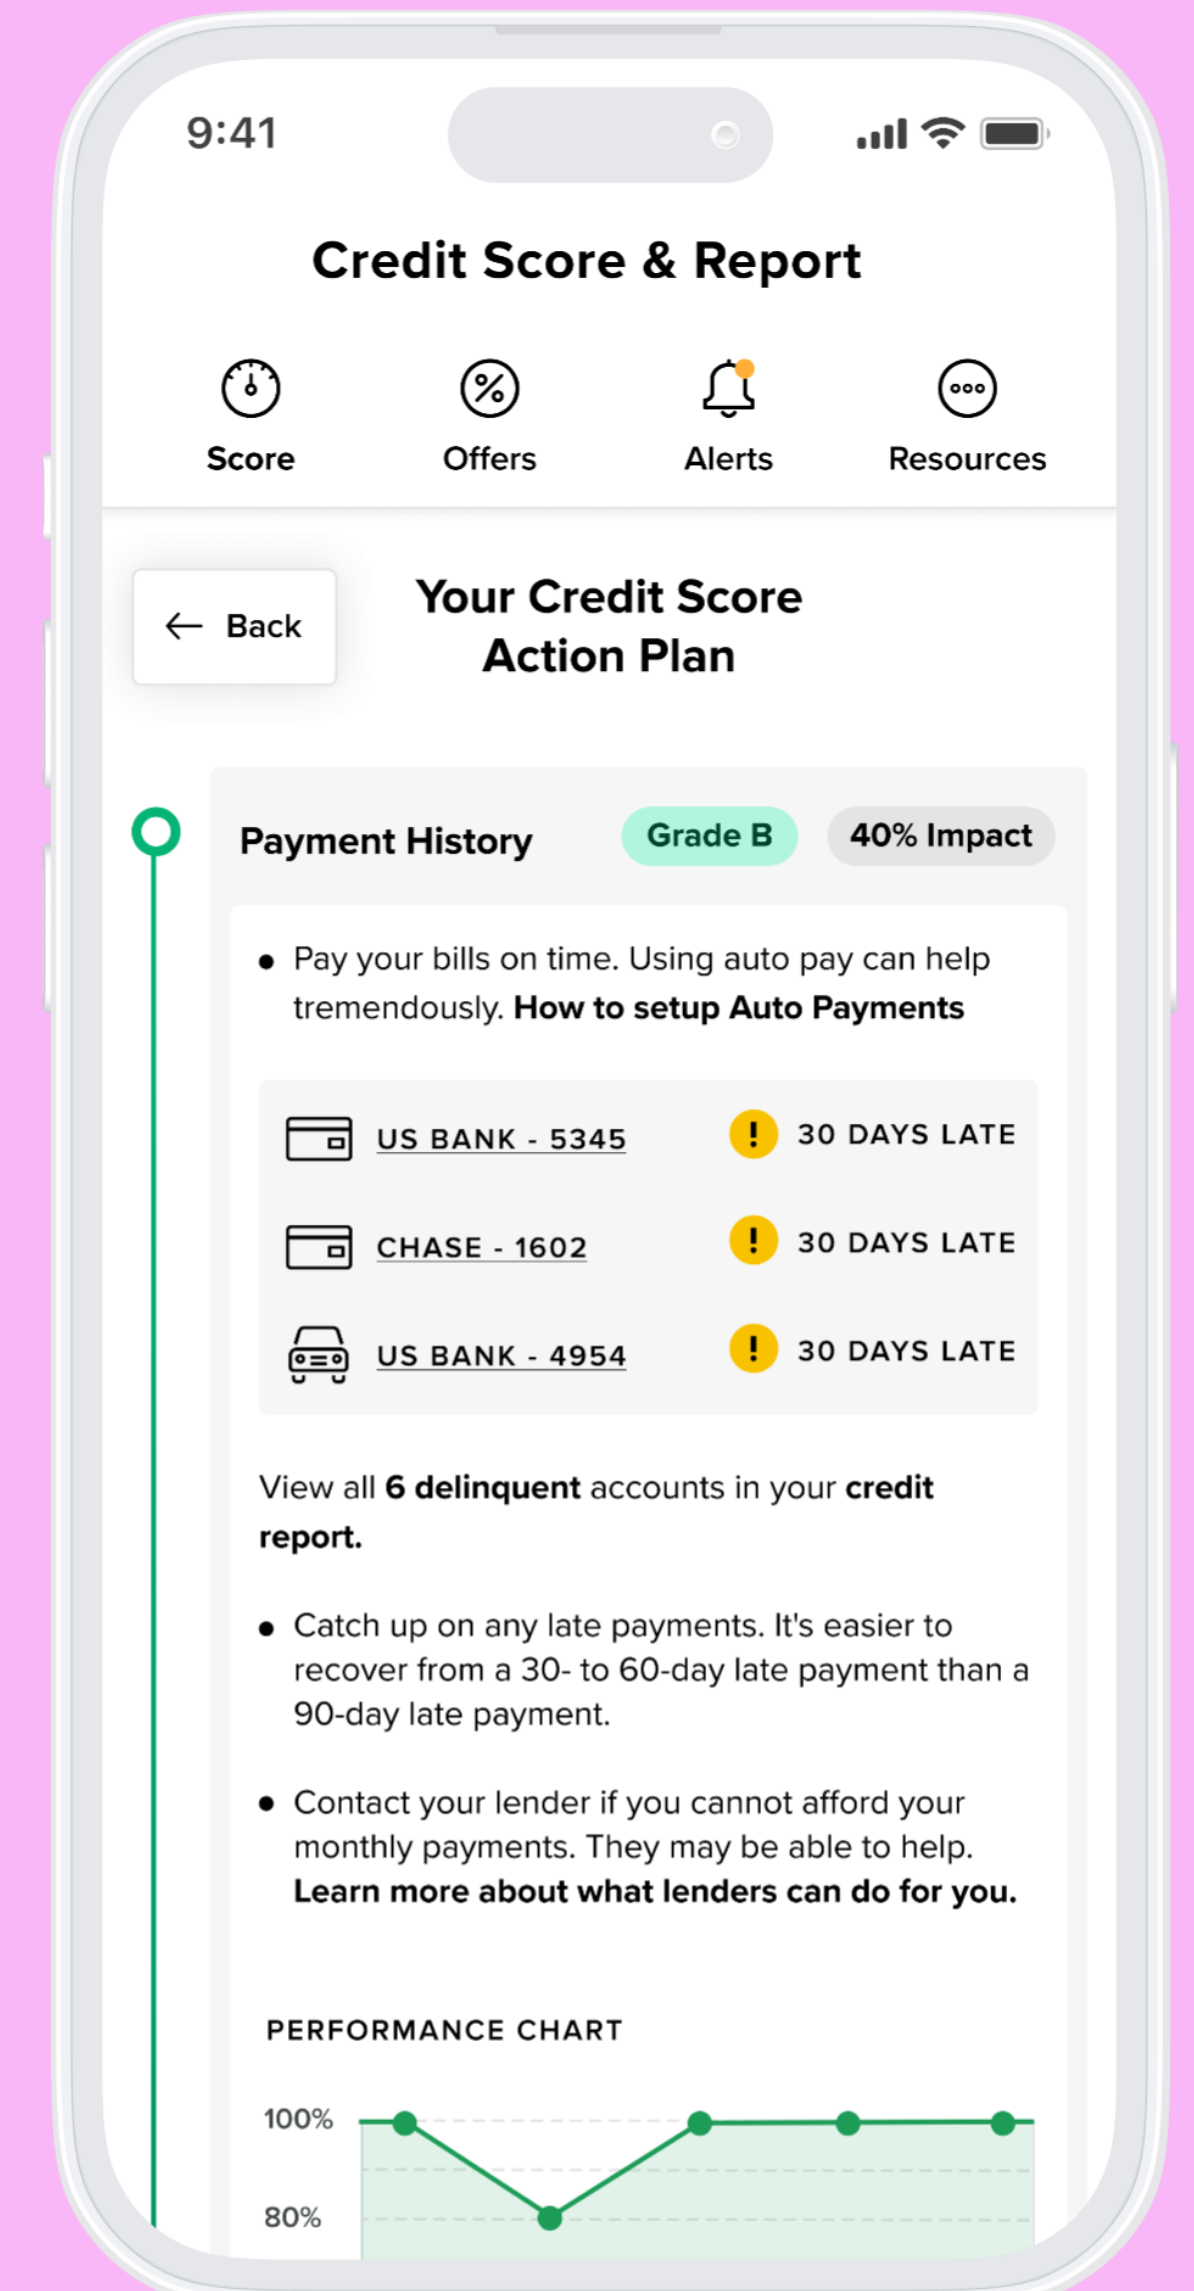 9:41
Credit Score & Report
Score
Offers
Alerts
Resources
Back
Your Credit Score
Action Plan
Payment History
Grade B
40% Impact
Pay your bills on time. Using auto pay can help
tremendously. How to setup Auto Payments
US BANK - 5345
30 DAYS LATE
CHASE - 1602
30 DAYS LATE
US BANK - 4954
30 DAYS LATE
View all 6 delinquent accounts in your credit
report.
Catch up on any late payments. It's easier to
recover from a 30- to 60-day late payment than a
90-day late payment.
Contact your lender if you cannot afford your
monthly payments. They may be able to help.
Learn more about what lenders can do for you.
PERFORMANCE CHART
100%
80%